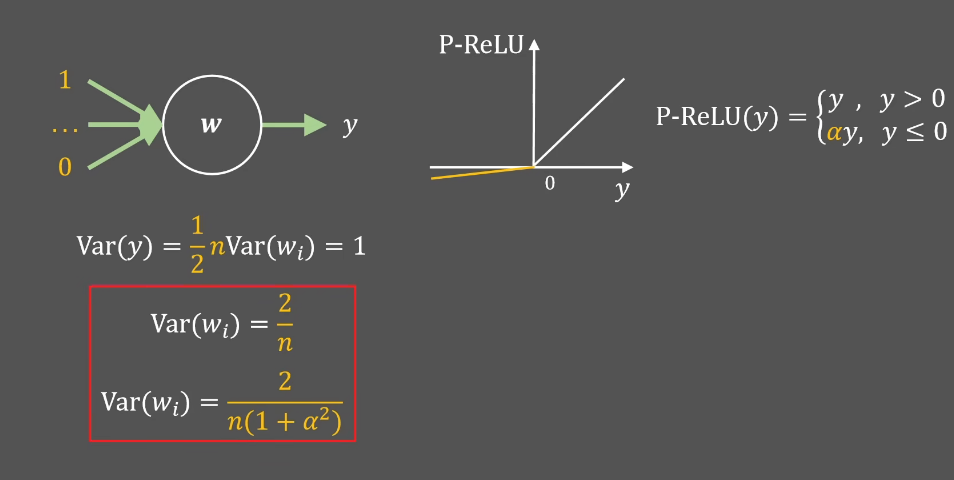 1
...
0
w
y
P-ReLU
0
y
P-ReLU(y) = {y , y > 0
αy, y ≤ 0
Var(y) = 1/2 nVar(wᵢ) = 1
Var(wᵢ) = 2/n
Var(wᵢ) = 2/n(1 + α²)